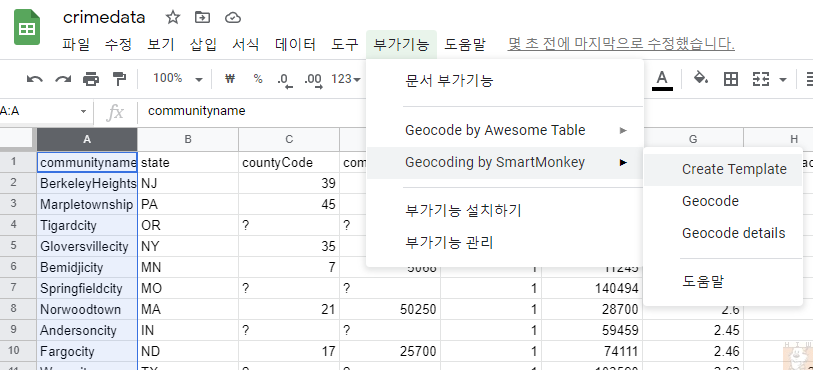 crimedata
파일 수정 보기 삽입 서식 데이터 도구 부가기능 도움말 몇 초 전에 마지막으로 수정했습니다.
100% ₩ % .0 .00 123 A
A:A fx communityname
문서 부가기능
Geocode by Awesome Table
Geocoding by SmartMonkey
부가기능 설치하기
부가기능 관리
Create Template
Geocode
Geocode details
도움말
A B C G H
1 communityname state countyCode com
2 BerkeleyHeights NJ 39
3 Marpletownship PA 45
4 Tigardcity OR ? ?
5 Gloversvillecity NY 35
6 Bemidjicity MN 7 5068 1 11245
7 Springfieldcity MO ? ? 1 140494
8 Norwoodtown MA 21 50250 1 28700 2.6
9 Andersoncity IN ? ? 1 59459 2.45
10 Fargocity ND 17 25700 1 74111 2.46